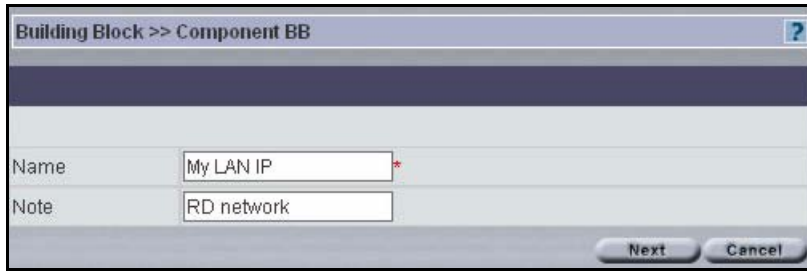 Building Block >> Component BB ?
Name My LAN IP *
Note RD network
Next Cancel